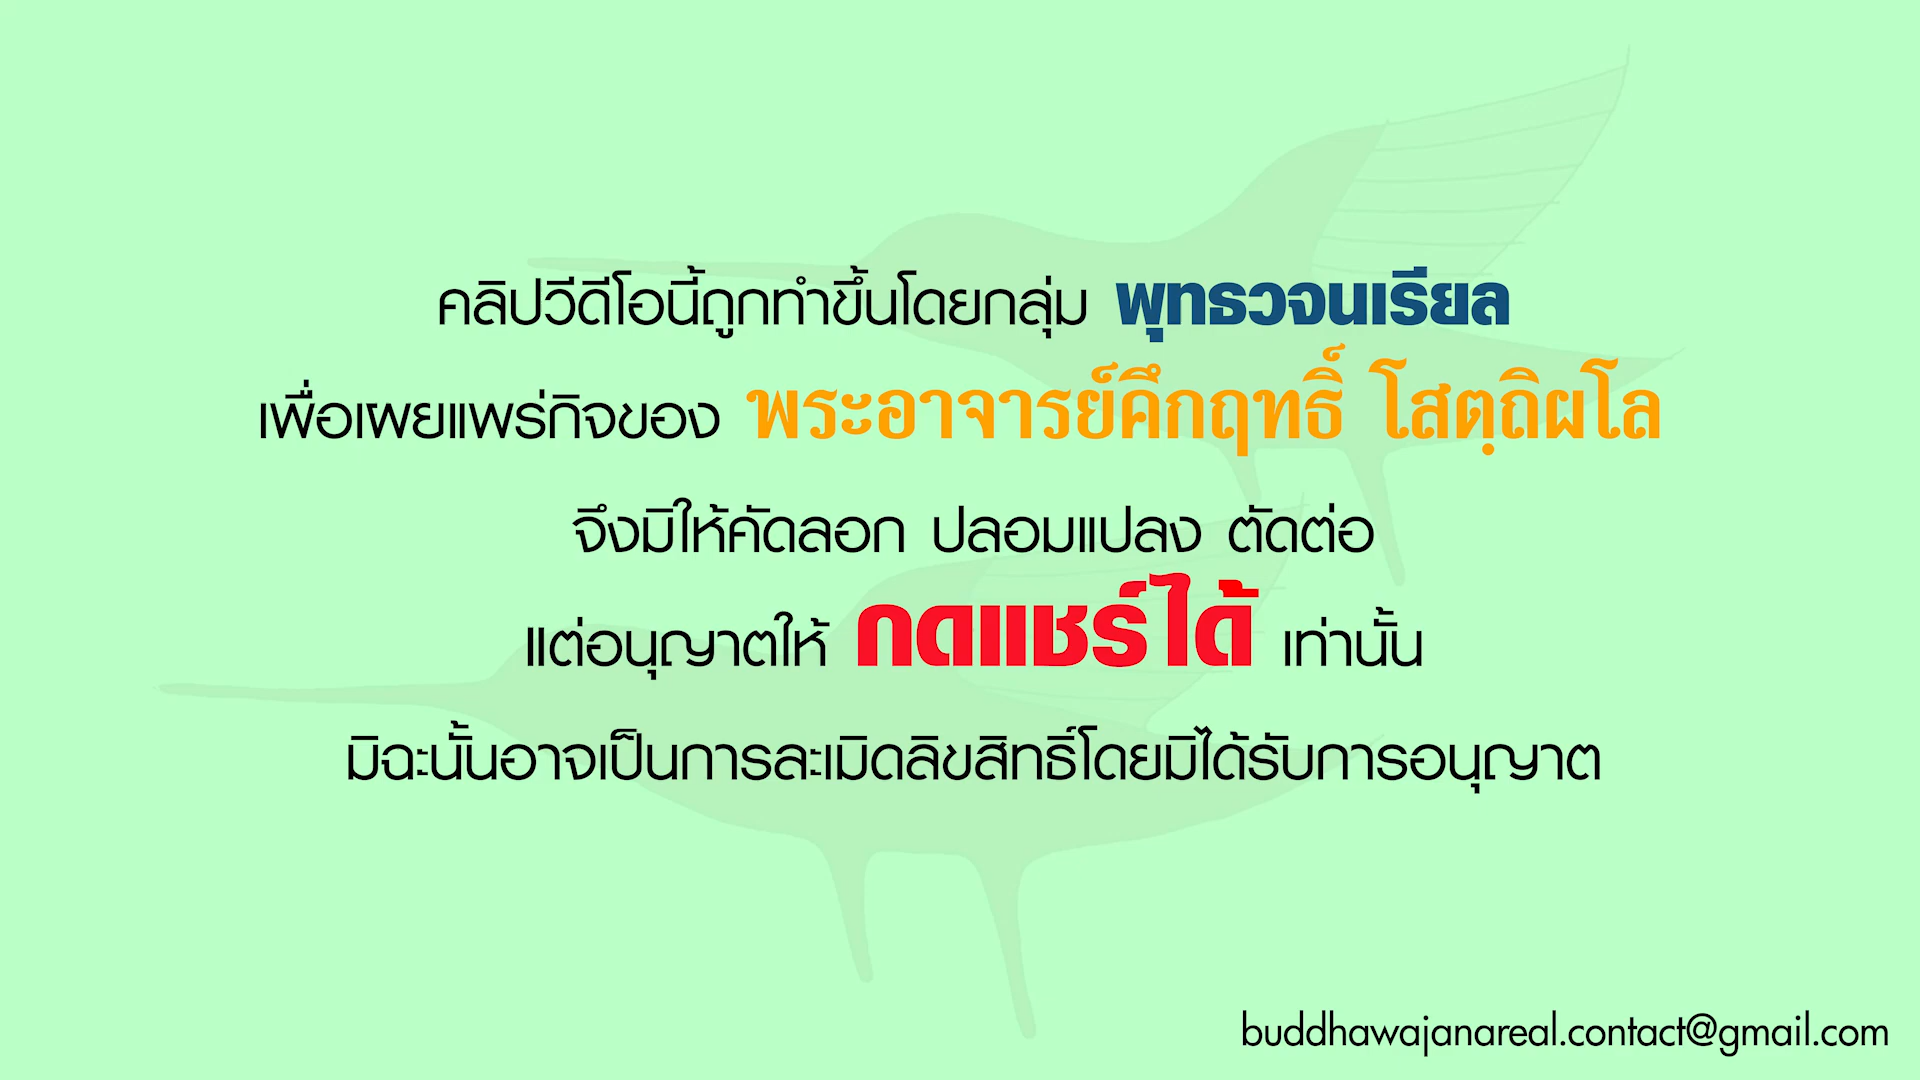 คลิปวีดีโอนี้ถูกทำขึ้นโดยกลุ่ม พุทธวจนเรียล
เพื่อเผยแพร่กิจของ พระอาจารย์คึกฤทธิ์ โสตฺถิผโล
จึงมิให้คัดลอก ปลอมแปลง ตัดต่อ
แต่อนุญาตให้ กดแชร์ได้ เท่านั้น
มิฉะนั้นอาจเป็นการละเมิดลิขสิทธิ์โดยมิได้รับการอนุญาต
buddhawajanareal.contact@gmail.com